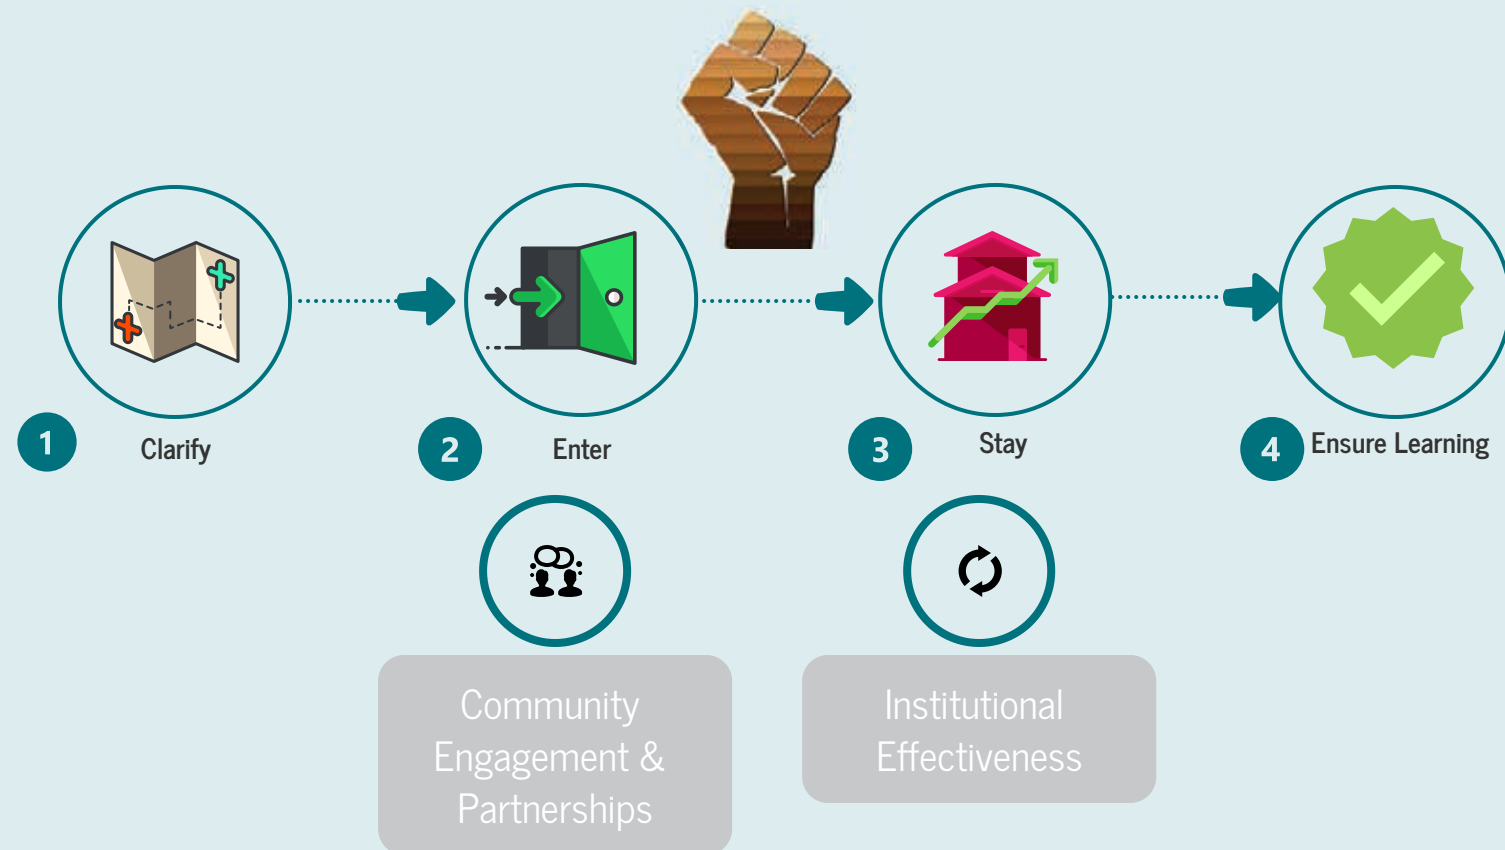 1
Clarify
2
Enter
3
Stay
4
Ensure Learning
Community
Engagement &
Partnerships
Institutional
Effectiveness